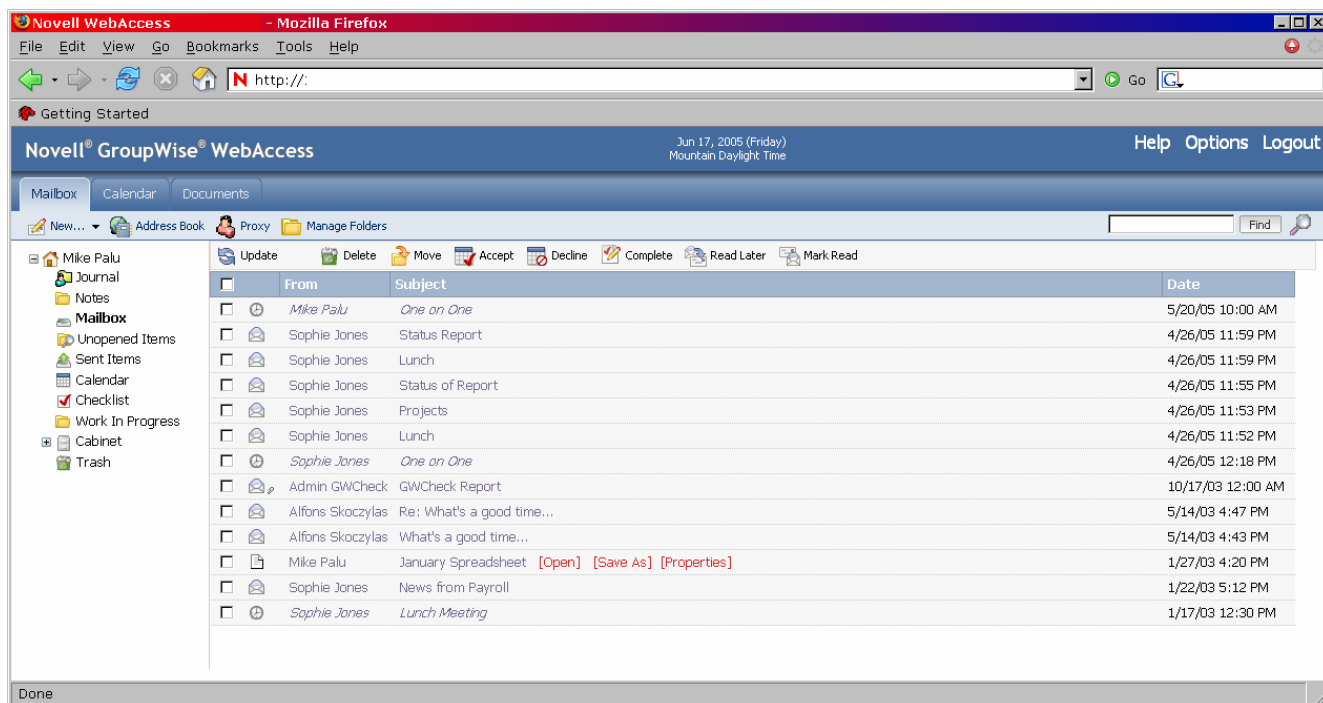 Novell WebAccess - Mozilla Firefox
File Edit View Go Bookmarks Tools Help
N http://: Go G
Getting Started
Novell® GroupWise® WebAccess
Jun 17, 2005 (Friday)
Mountain Daylight Time
Help Options Logout
Mailbox Calendar Documents
New... Address Book Proxy Manage Folders Find
Mike Palu
Journal
Notes
Mailbox
Unopened Items
Sent Items
Calendar
Checklist
Work In Progress
Cabinet
Trash
Update Delete Move Accept Decline Complete Read Later Mark Read
From Subject Date
Mike Palu One on One 5/20/05 10:00 AM
Sophie Jones Status Report 4/26/05 11:59 PM
Sophie Jones Lunch 4/26/05 11:59 PM
Sophie Jones Status of Report 4/26/05 11:55 PM
Sophie Jones Projects 4/26/05 11:53 PM
Sophie Jones Lunch 4/26/05 11:52 PM
Sophie Jones One on One 4/26/05 12:18 PM
Admin GWCheck GWCheck Report 10/17/03 12:00 AM
Alfons Skoczylas Re: What's a good time... 5/14/03 4:47 PM
Alfons Skoczylas What's a good time... 5/14/03 4:43 PM
Mike Palu January Spreadsheet [Open] [Save As] [Properties] 1/27/03 4:20 PM
Sophie Jones News from Payroll 1/22/03 5:12 PM
Sophie Jones Lunch Meeting 1/17/03 12:30 PM
Done